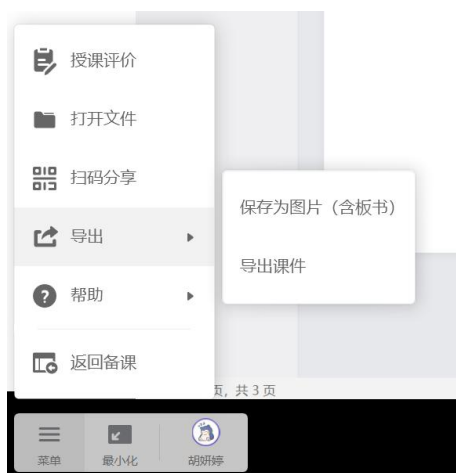 授课评价
打开文件
扫码分享
导出
保存为图片（含板书）
导出课件
帮助
返回备课
页, 共 3 页
菜单
最小化
胡妍婷